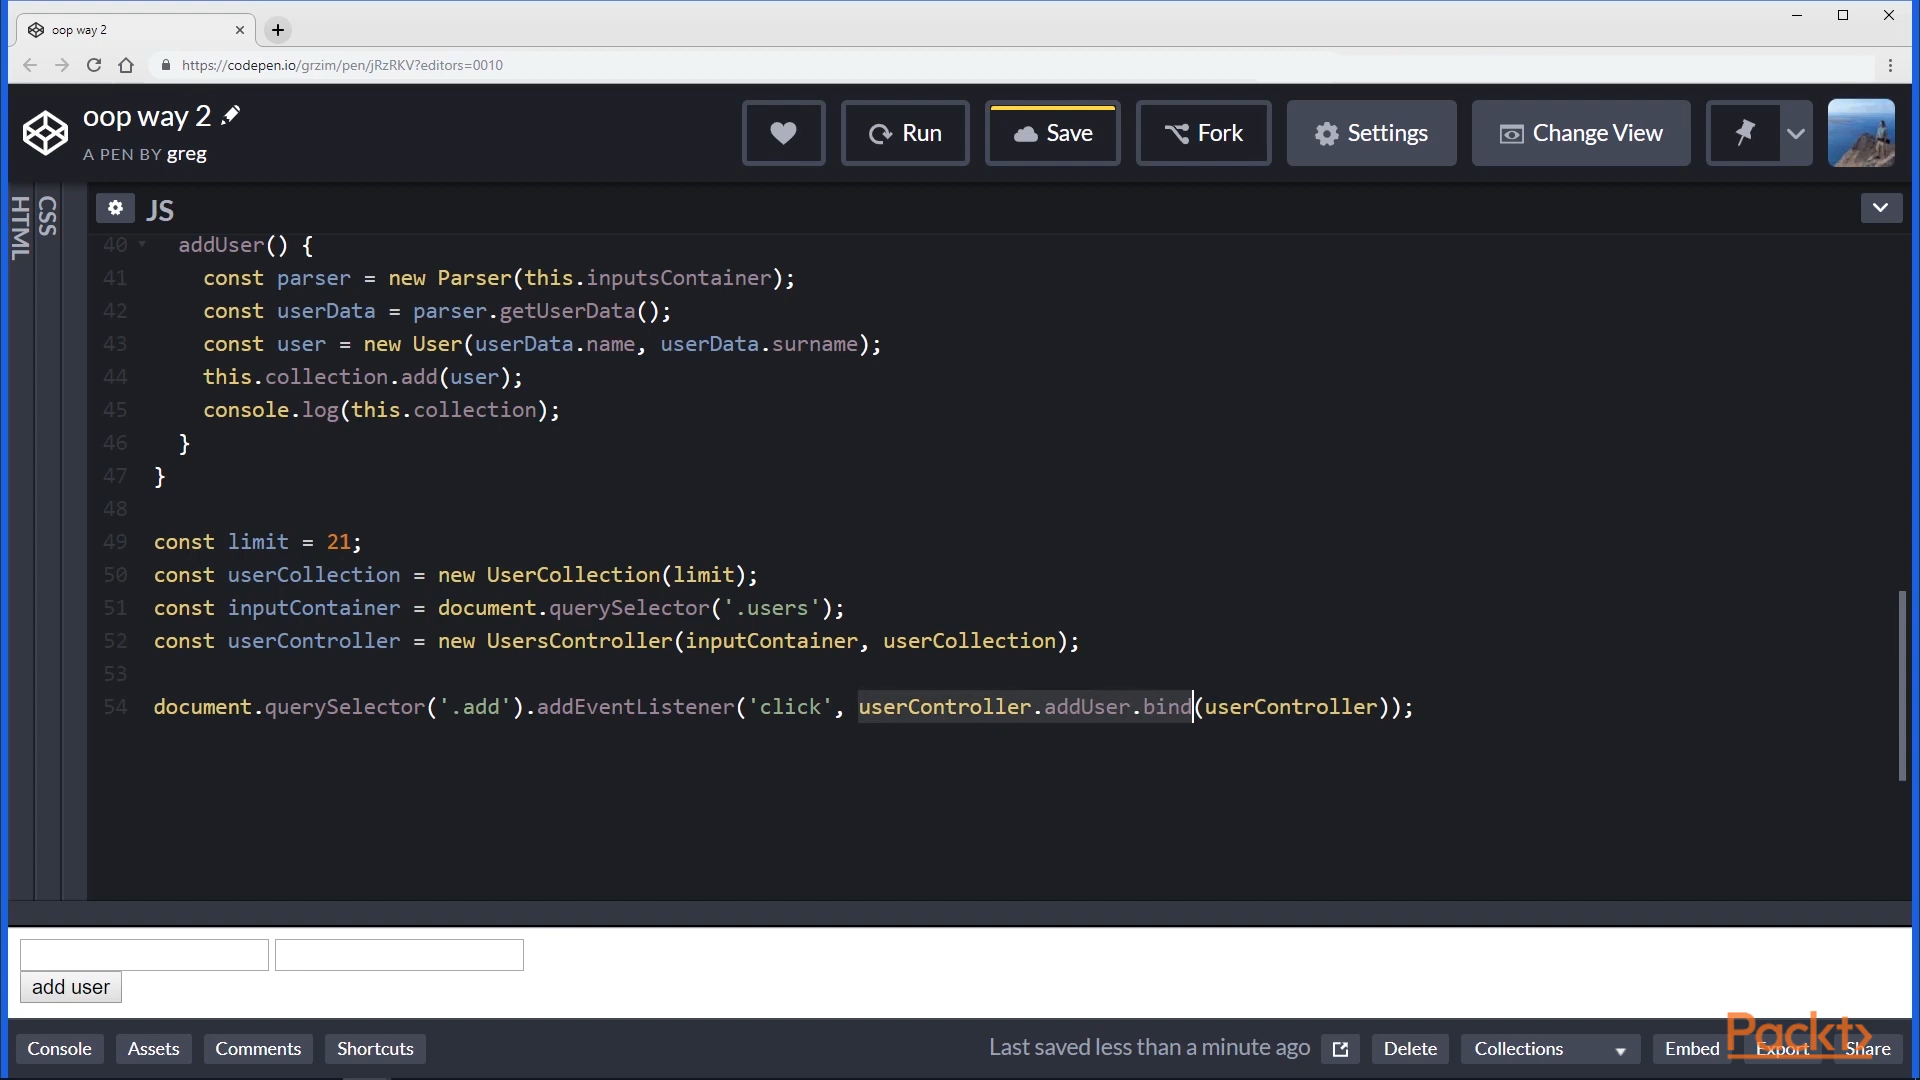 oop way 2
https://codepen.io/grzim/pen/jRzRKV?editors=0010
oop way 2
A PEN BY greg
Run
Save
Fork
Settings
Change View
HTML
CSS
JS
40 addUser() {
41 const parser = new Parser(this.inputsContainer);
42 const userData = parser.getUserData();
43 const user = new User(userData.name, userData.surname);
44 this.collection.add(user);
45 console.log(this.collection);
46 }
47 }
48
49 const limit = 21;
50 const userCollection = new UserCollection(limit);
51 const inputContainer = document.querySelector('.users');
52 const userController = new UsersController(inputContainer, userCollection);
53
54 document.querySelector('.add').addEventListener('click', userController.addUser.bind(userController));
add user
Console Assets Comments Shortcuts
Last saved less than a minute ago Delete Collections Embed Export Share
Packt